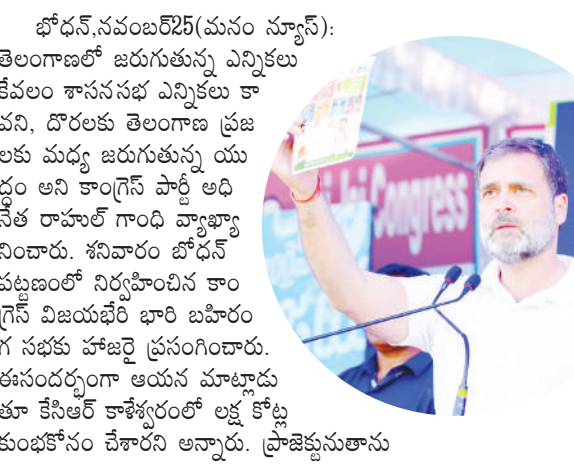 భోధన్,నవంబర్25(మనం న్యూస్):
తెలంగాణలో జరుగుతున్న ఎన్నికలు
కేవలం శాసనసభ ఎన్నికలు కా
వని, దొరలకు తెలంగాణ ప్రజ
లకు మధ్య జరుగుతున్న యు
ద్ధం అని కాంగ్రెస్ పార్టీ అధి
నేత రాహుల్ గాంధి వ్యాఖ్యా
నించారు. శనివారం బోధన్
పట్టణంలో నిర్వహించిన కాం
గ్రెస్ విజయభేరి భారి బహిరం
గ సభకు హాజరై ప్రసంగించారు.
ఈసందర్భంగా ఆయన మాట్లాడు
తూ కేసిఆర్ కాళేశ్వరంలో లక్ష కోట్ల
కుంభకోనం చేశారని అన్నారు. ప్రాజెక్టునుతాను
Congress